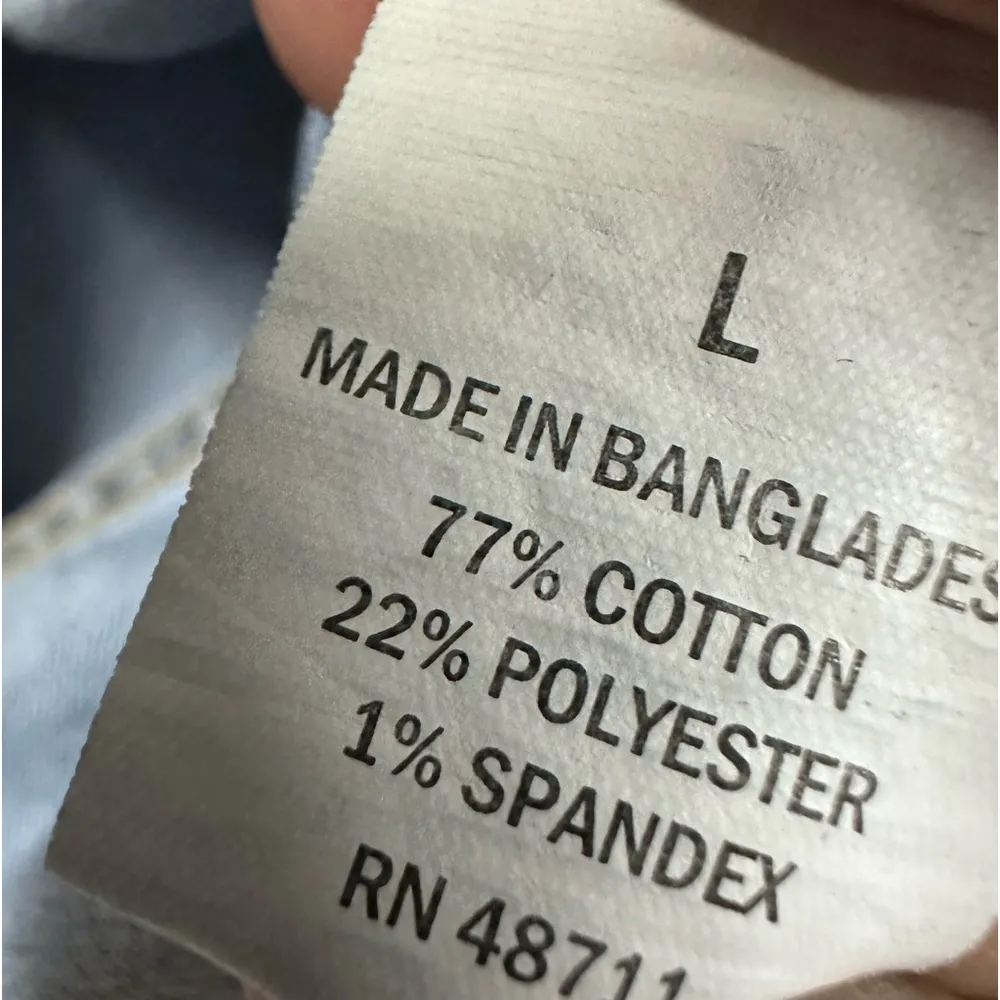 L
MADE IN BANGLADES
77% COTTON
22% POLYESTER
1% SPANDEX
RN 48711